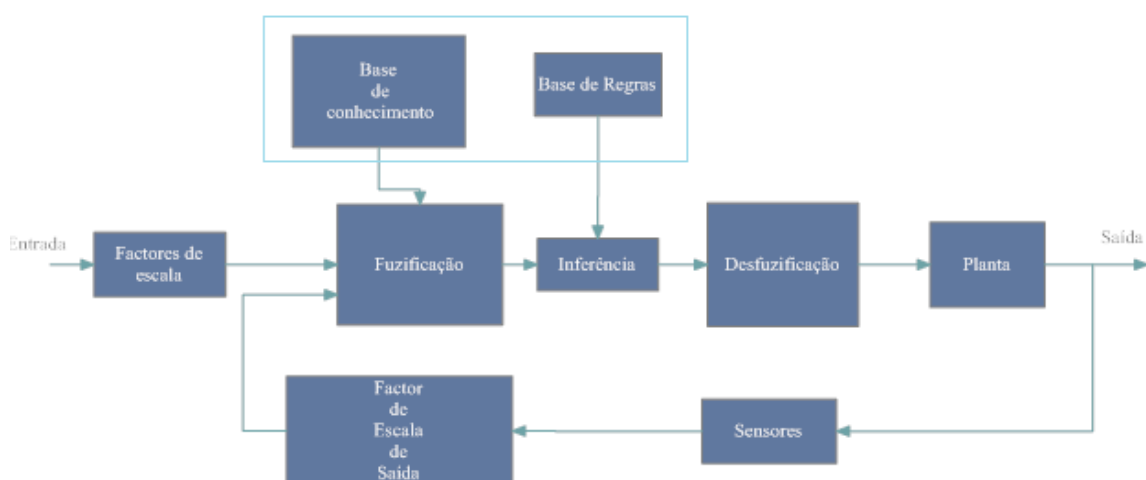 Base
de
conhecimento
Base de Regras
Entrada
Factores de
escala
Fuzificação
Inferência
Desfuzificação
Planta
Saída
Factor
de
Escala
de
Saída
Sensores